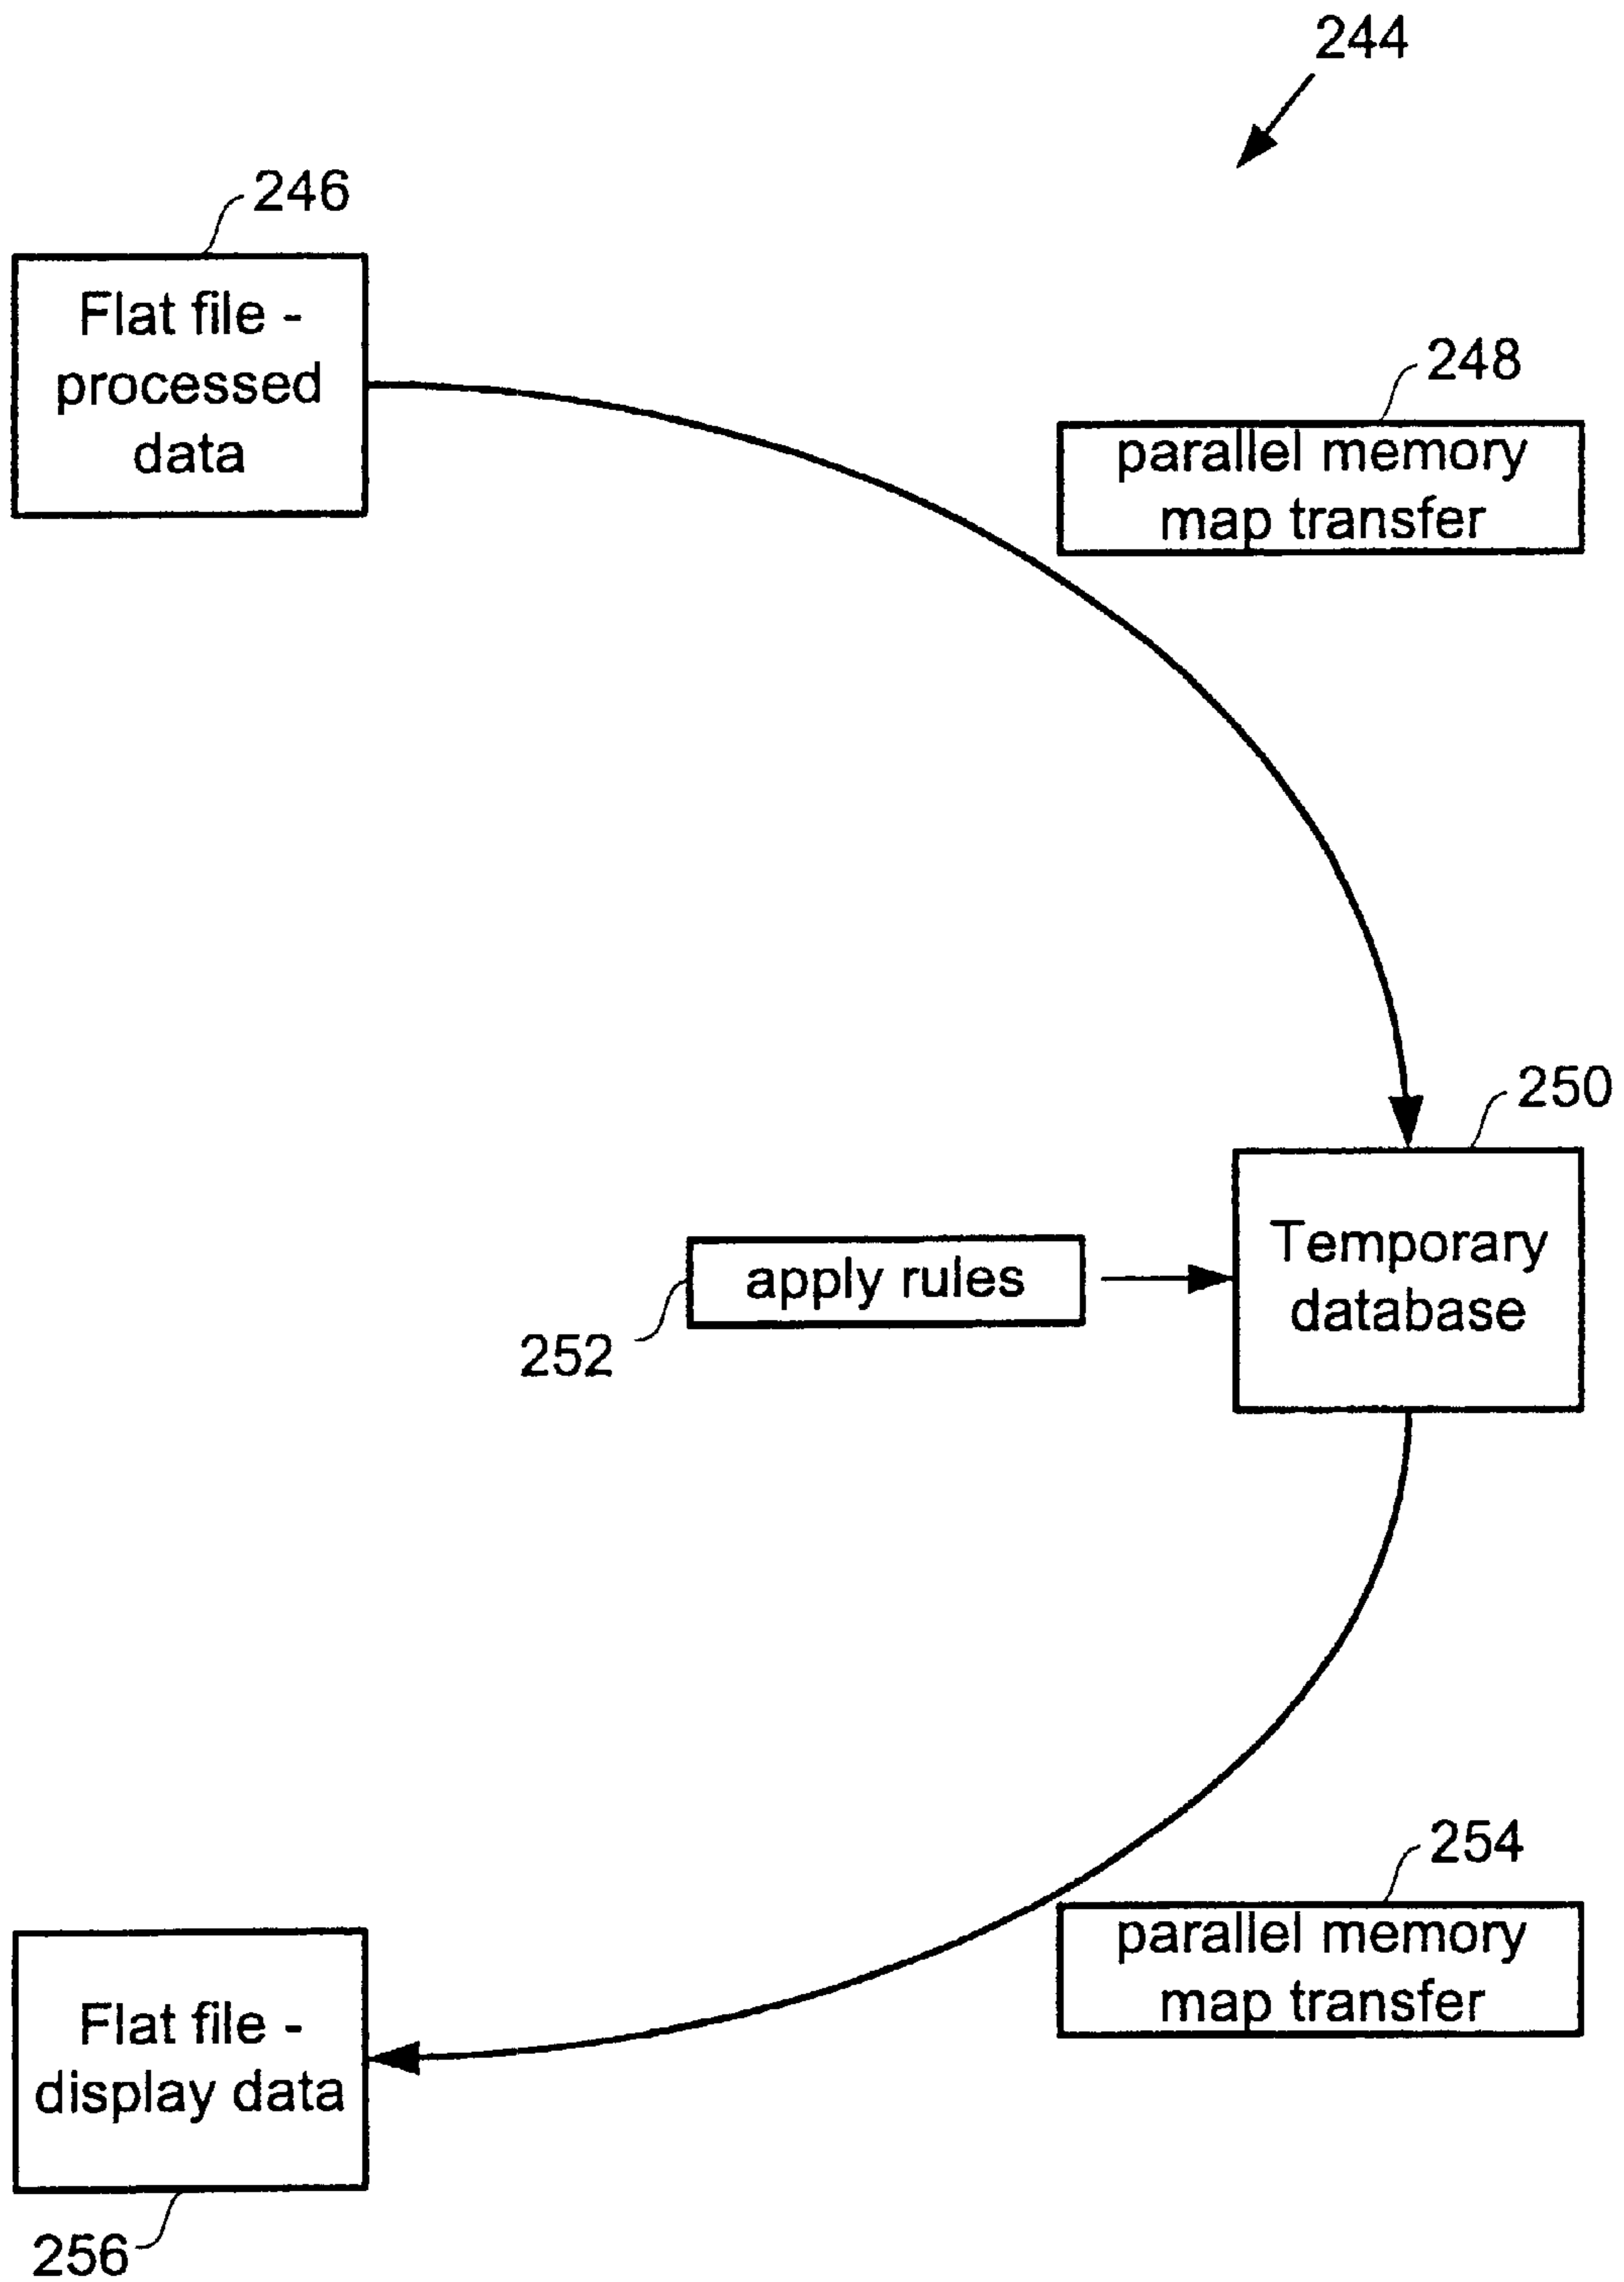 244
246
Flat file -
processed
data
248
parallel memory
map transfer
250
Temporary
database
apply rules
252
254
parallel memory
map transfer
Flat file -
display data
256